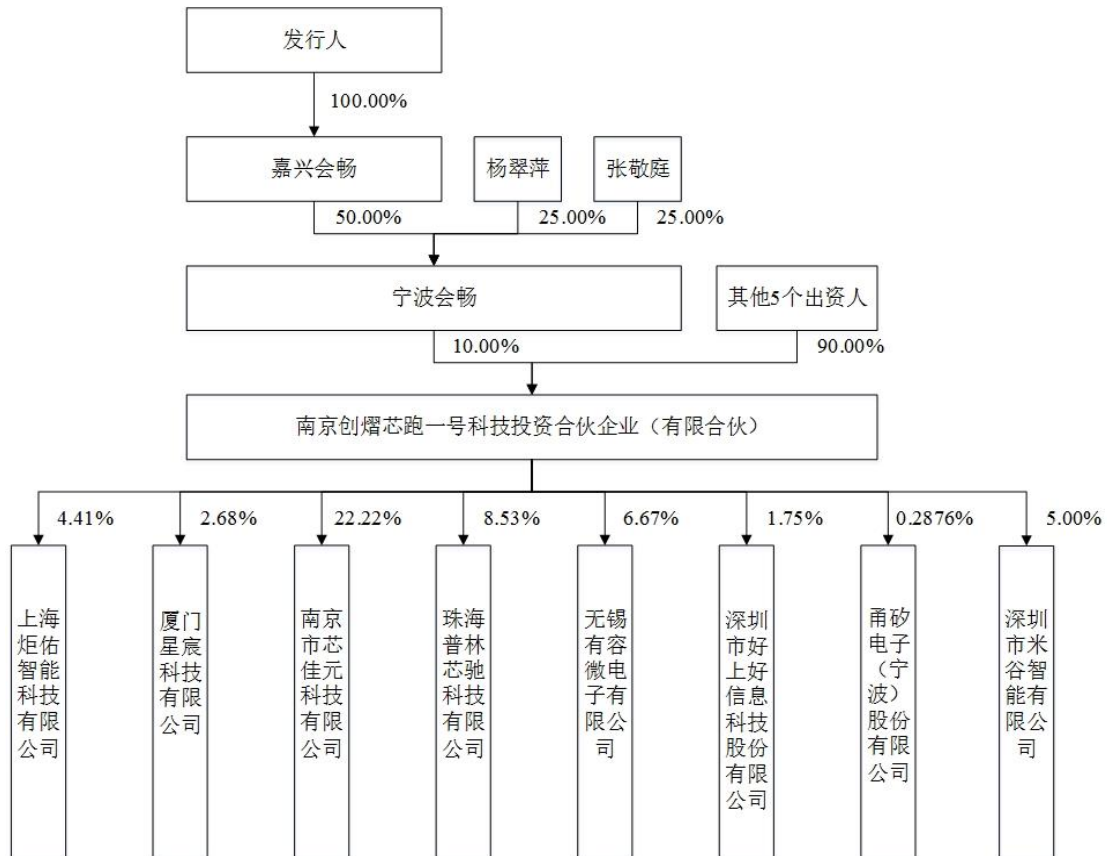 发行人
100.00%
嘉兴会畅
杨翠萍
张敬庭
50.00%
25.00%
25.00%
宁波会畅
其他5个出资人
10.00%
90.00%
南京创熠芯跑一号科技投资合伙企业（有限合伙）
4.41%
2.68%
22.22%
8.53%
6.67%
1.75%
0.2876%
5.00%
上海
炬佑
智能
科技
有限
公司
厦门
星宸
科技
有限
公司
南京
市芯
佳元
科技
有限
公司
珠海
普林
芯驰
科技
有限
公司
无锡
有容
微电
子有
限公
司
深圳
市好
上好
信息
科技
股份
有限
公司
甬矽
电子
（宁
波）
股份
有限
公司
深圳
市米
谷智
能有
限公
司